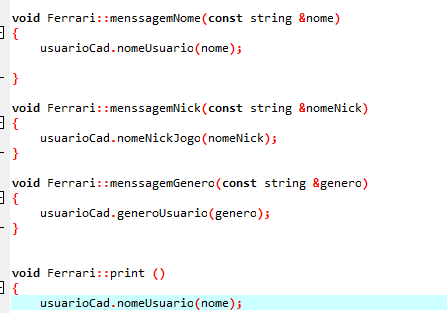 void Ferrari::menssagemNome(const string &nome)
{
usuarioCad.nomeUsuario(nome);
}
void Ferrari::menssagemNick(const string &nomeNick)
{
usuarioCad.nomeNickJogo(nomeNick);
}
void Ferrari::menssagemGenero(const string &genero)
{
usuarioCad.generoUsuario(genero);
}
void Ferrari::print ()
{
usuarioCad.nomeUsuario(nome);